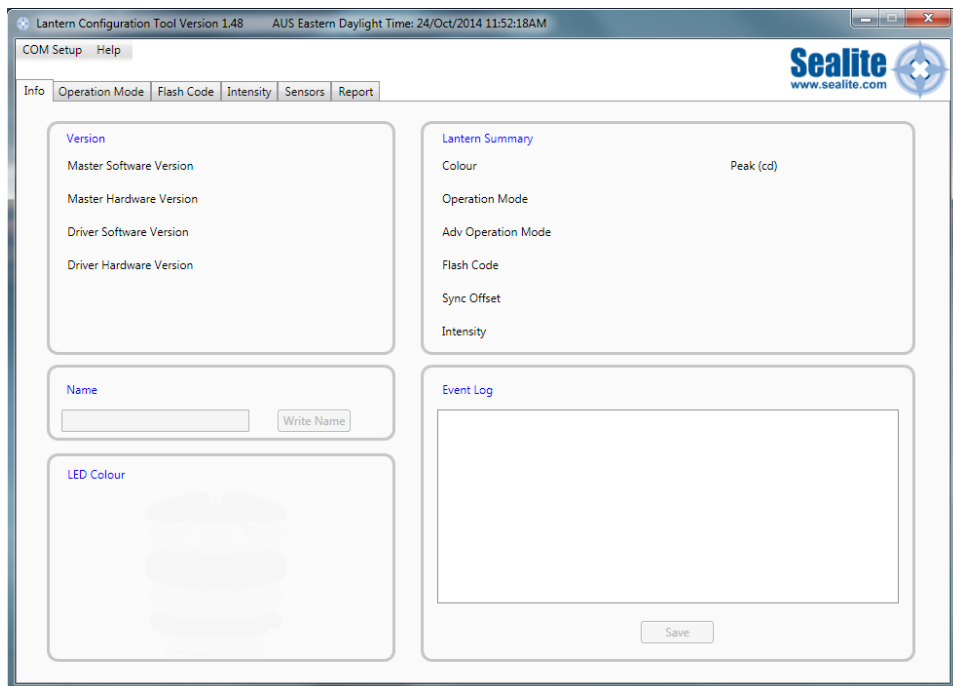 Lantern Configuration Tool Version 1.48 AUS Eastern Daylight Time: 24/Oct/2014 11:52:18AM
COM Setup Help
Sealite
www.sealite.com
Info Operation Mode Flash Code Intensity Sensors Report
Version
Master Software Version
Master Hardware Version
Driver Software Version
Driver Hardware Version
Lantern Summary
Colour Peak (cd)
Operation Mode
Adv Operation Mode
Flash Code
Sync Offset
Intensity
Name
Write Name
LED Colour
Event Log
Save